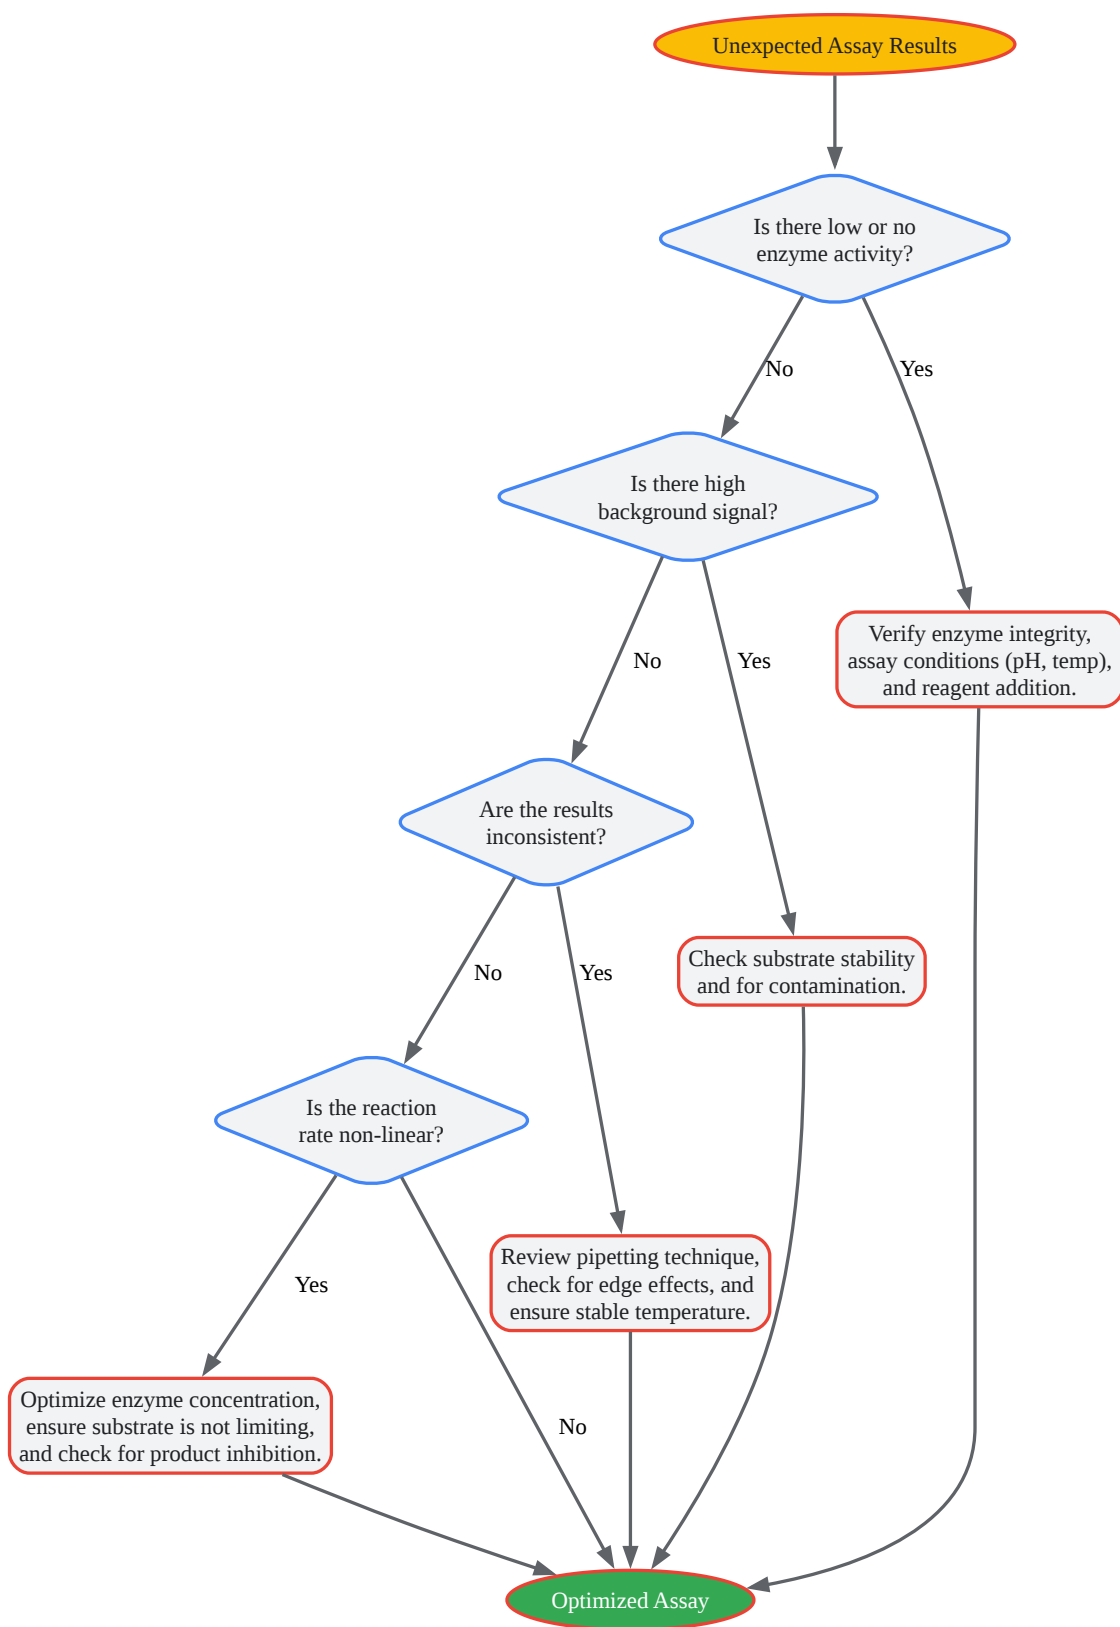 Unexpected Assay Results
Is there low or no
enzyme activity?
No
Yes
Is there high
background signal?
No
Yes
Verify enzyme integrity,
assay conditions (pH, temp),
and reagent addition.
Are the results
inconsistent?
No
Yes
Check substrate stability
and for contamination.
Is the reaction
rate non-linear?
Yes
No
Review pipetting technique,
check for edge effects, and
ensure stable temperature.
Optimize enzyme concentration,
ensure substrate is not limiting,
and check for product inhibition.
Optimized Assay